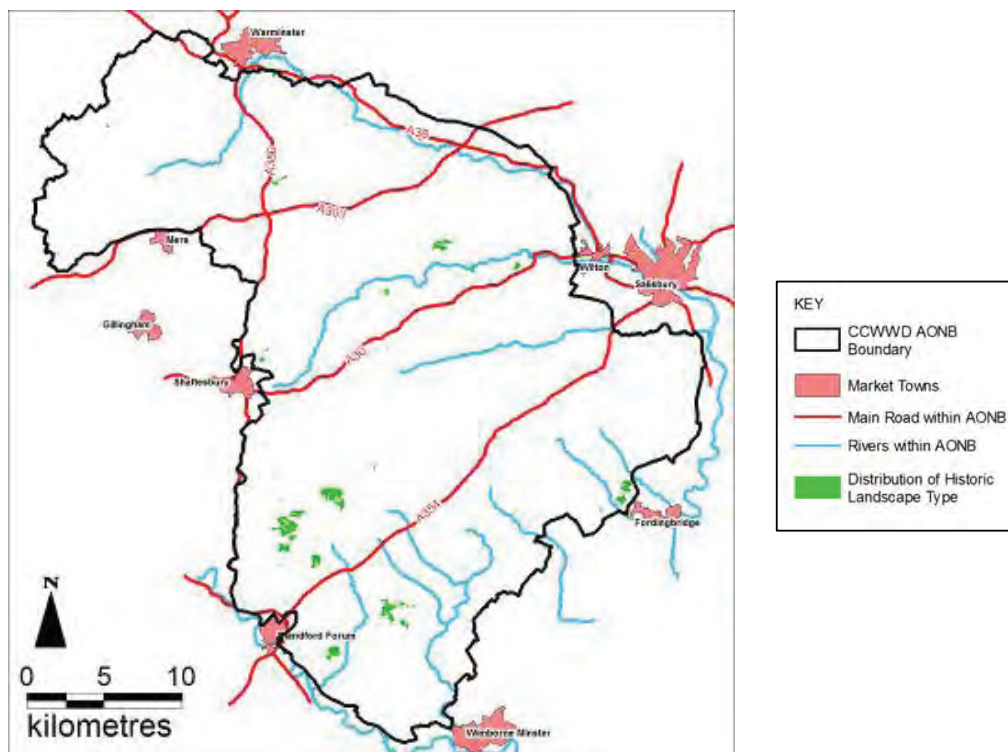 Warminster
A36
A350
A303
Mere
Wilton
Salisbury
Gillingham
A30
Shaftesbury
A354
Fordingbridge
Blandford Forum
Wimborne Minster
N
0 5 10
kilometres
KEY
CCWWD AONB
Boundary
Market Towns
Main Road within AONB
Rivers within AONB
Distribution of Historic
Landscape Type